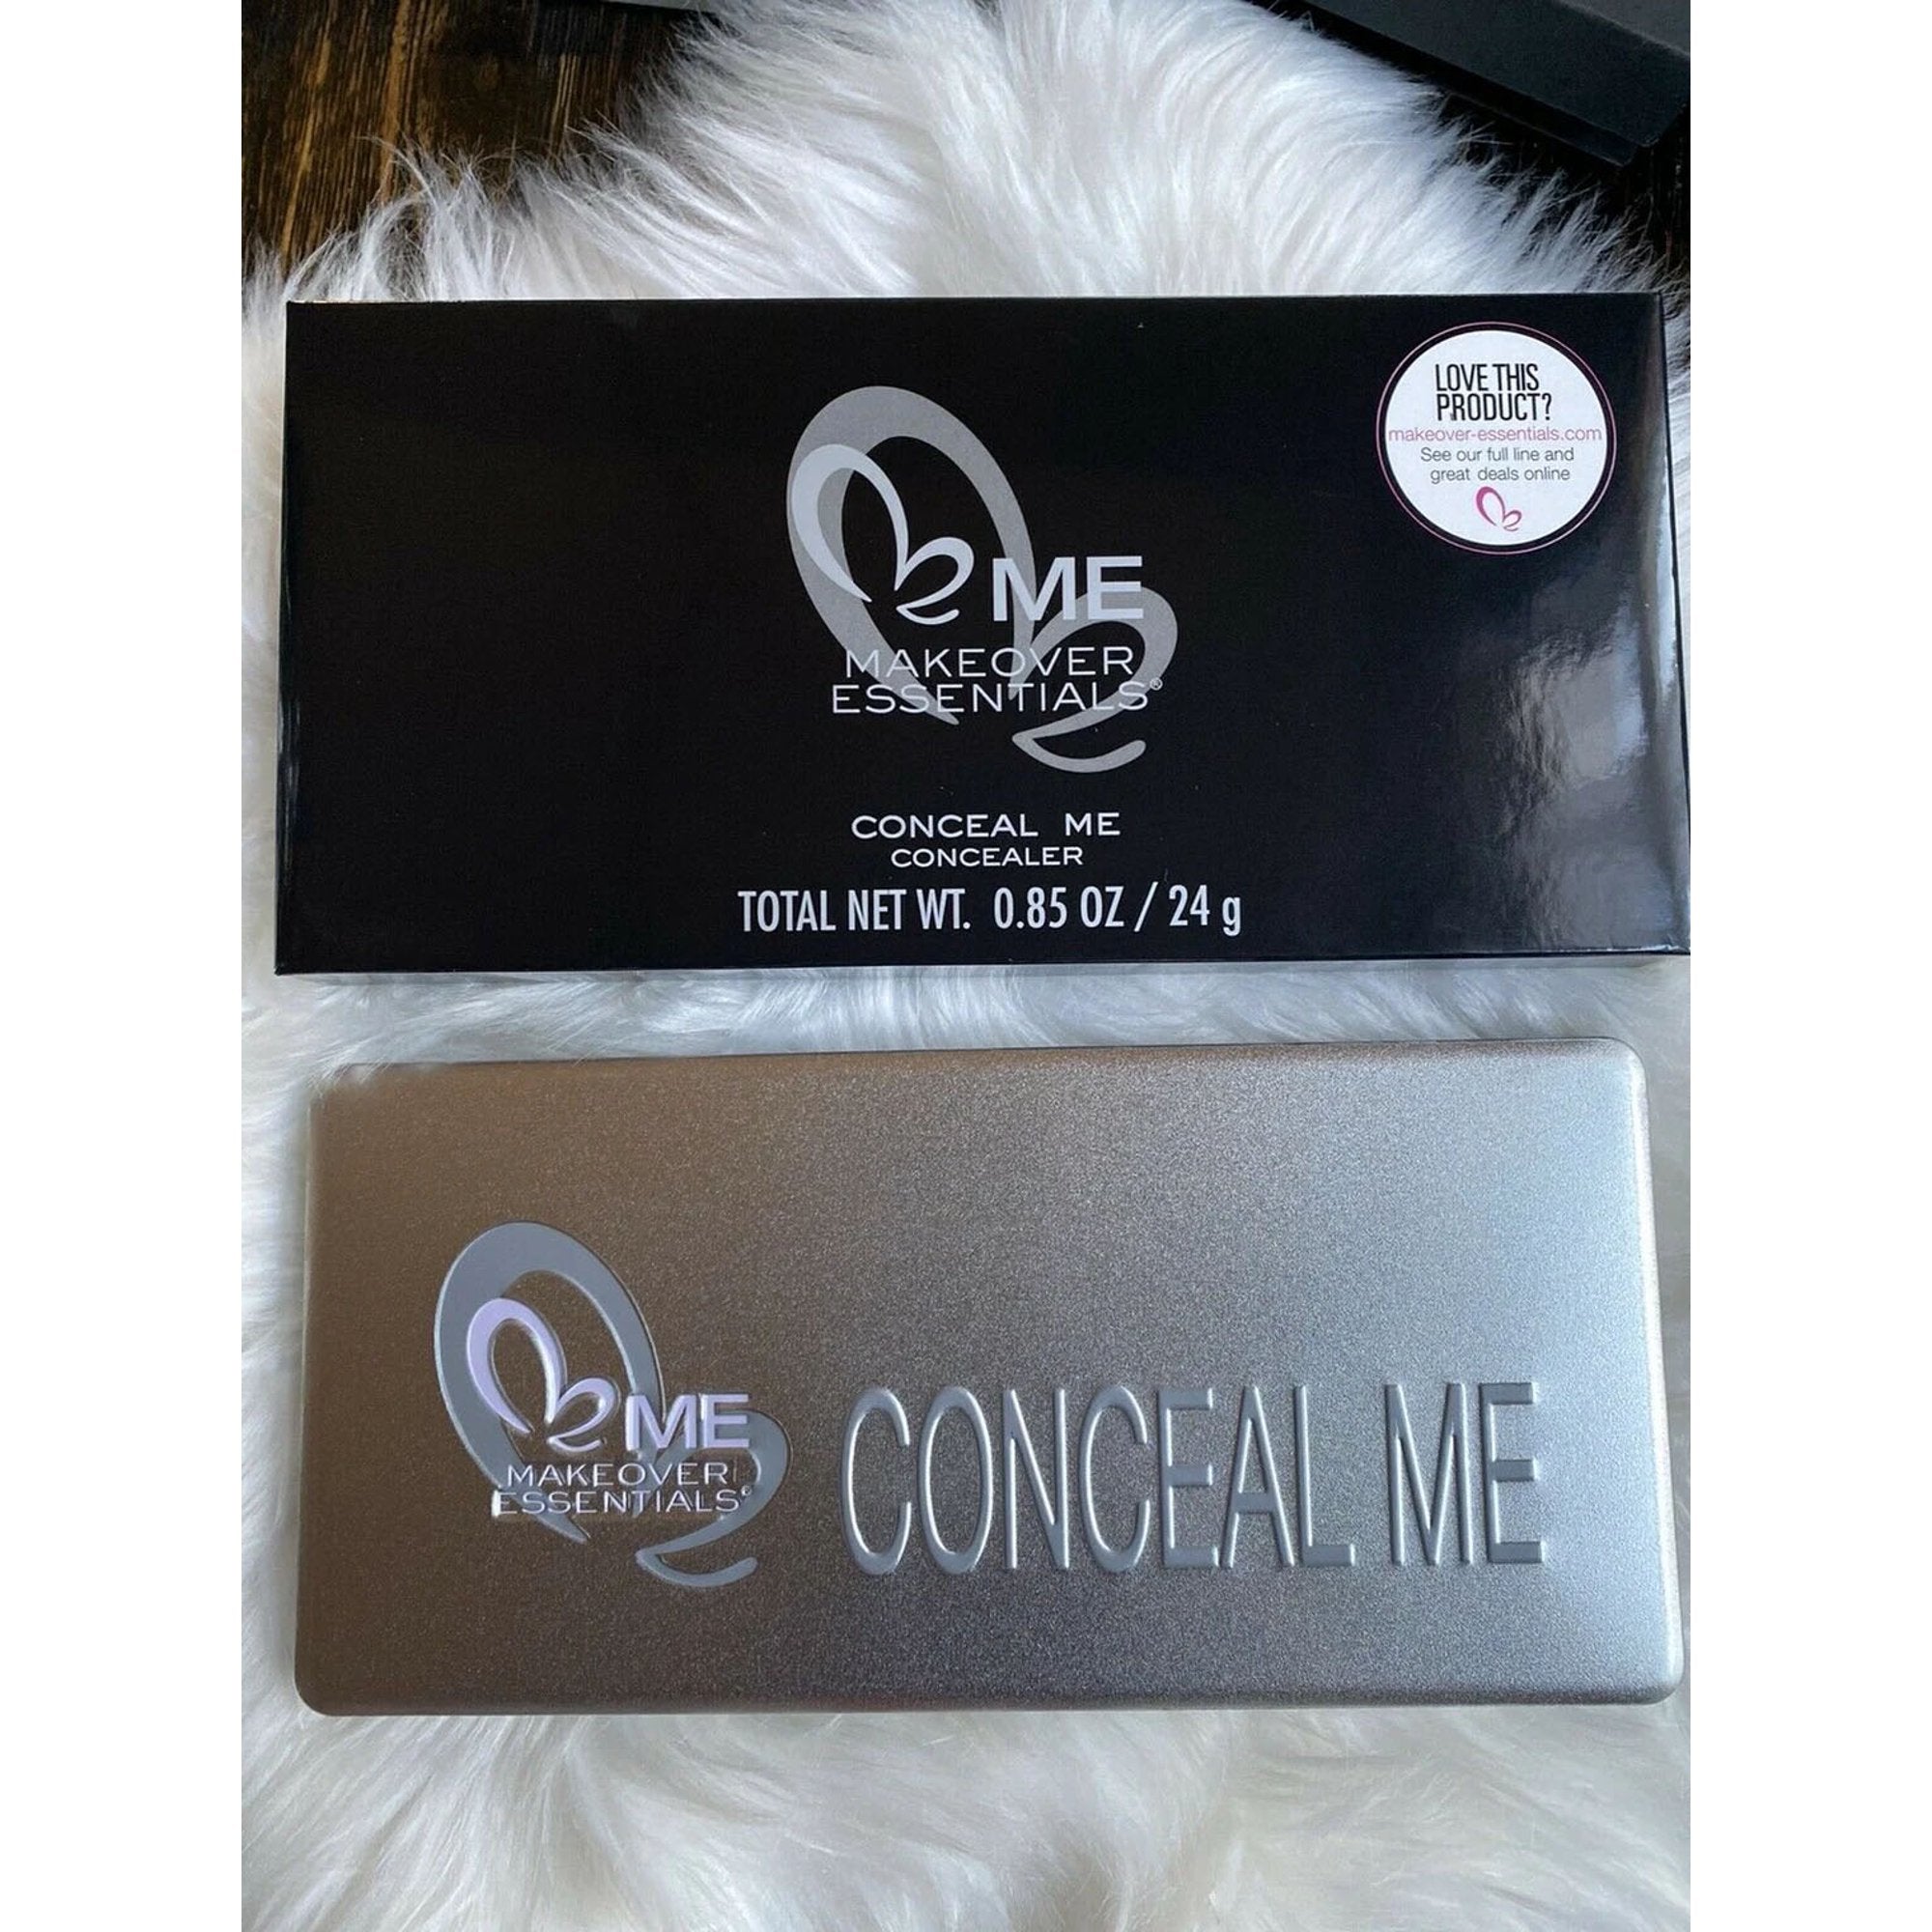 LOVE THIS
PRODUCT?
makeover-essentials.com
See our full line and
great deals online
ME
MAKEOVER
ESSENTIALS®
CONCEAL ME
CONCEALER
TOTAL NET WT. 0.85 OZ / 24 g
ME
MAKEOVER
ESSENTIALS®
CONCEAL ME